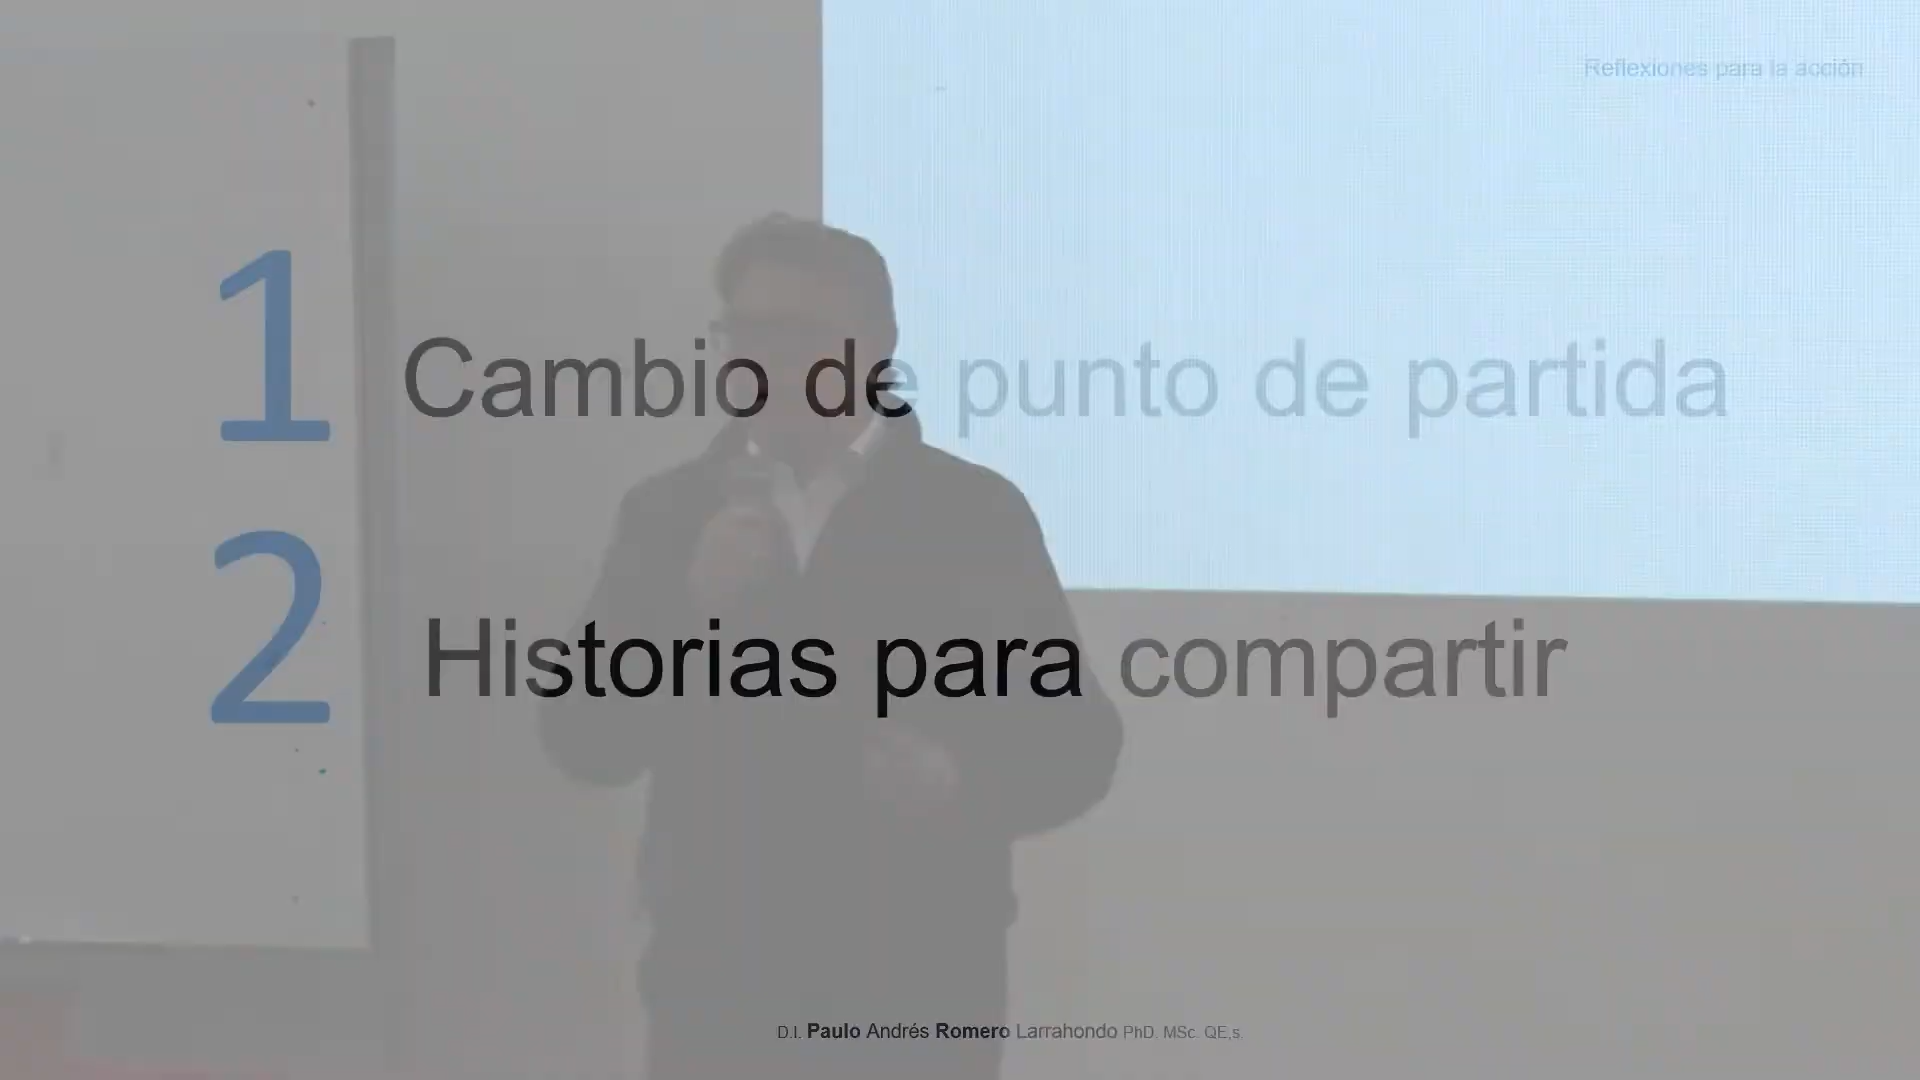 Reflexiones para la acción
1 Cambio de punto de partida
2 Historias para compartir
D.I. Paulo Andrés Romero Larrahondo PhD. MSc. QE,s.